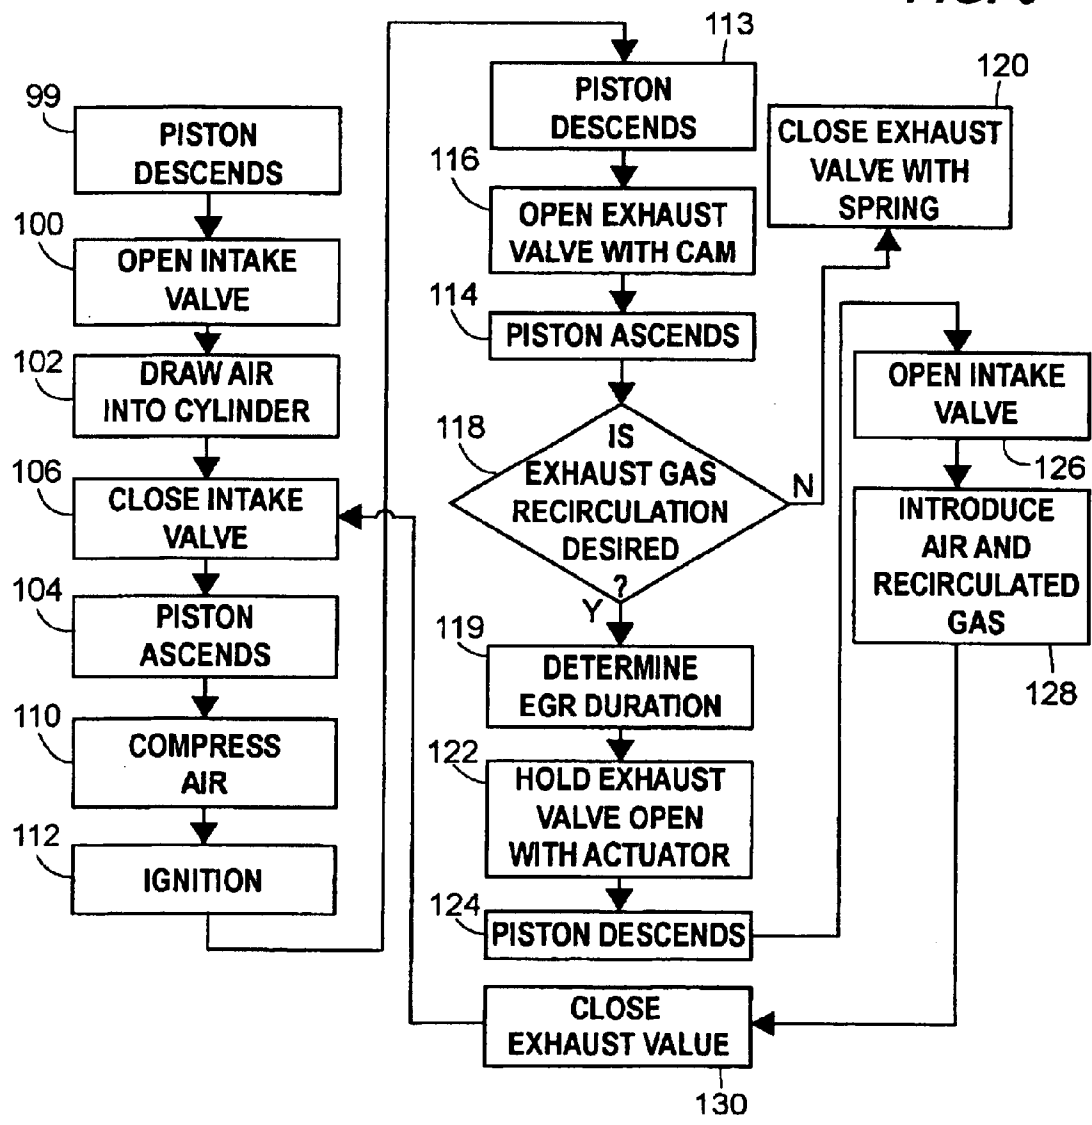 99
PISTON
DESCENDS
100
OPEN INTAKE
VALVE
102
DRAW AIR
INTO CYLINDER
106
CLOSE INTAKE
VALVE
104
PISTON
ASCENDS
110
COMPRESS
AIR
112
IGNITION
113
PISTON
DESCENDS
116
OPEN EXHAUST
VALVE WITH CAM
114
PISTON ASCENDS
118
IS
EXHAUST GAS
RECIRCULATION
DESIRED
?
N
Y
120
CLOSE EXHAUST
VALVE WITH
SPRING
119
DETERMINE
EGR DURATION
122
HOLD EXHAUST
VALVE OPEN
WITH ACTUATOR
124
PISTON DESCENDS
OPEN INTAKE
VALVE
126
INTRODUCE
AIR AND
RECIRCULATED
GAS
128
CLOSE
EXHAUST VALUE
130